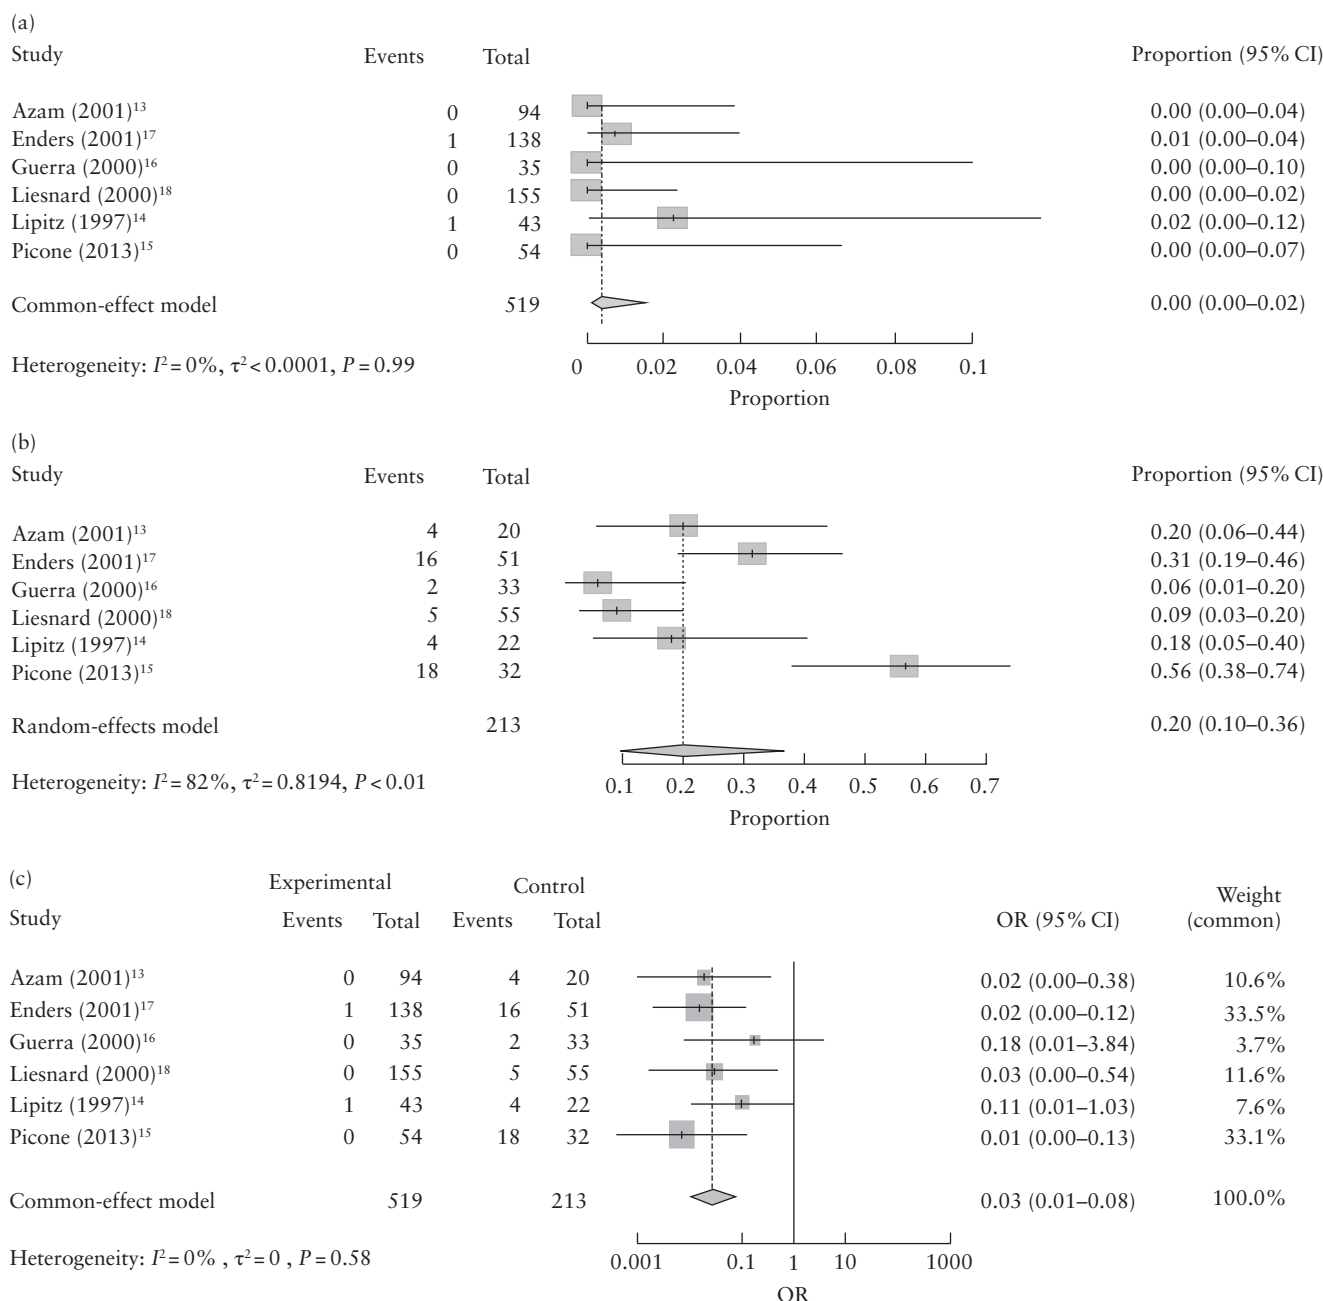 (a)
Study Events Total Proportion (95% CI)
Azam (2001)¹³ 0 94 0.00 (0.00–0.04)
Enders (2001)¹⁷ 1 138 0.01 (0.00–0.04)
Guerra (2000)¹⁶ 0 35 0.00 (0.00–0.10)
Liesnard (2000)¹⁸ 0 155 0.00 (0.00–0.02)
Lipitz (1997)¹⁴ 1 43 0.02 (0.00–0.12)
Picone (2013)¹⁵ 0 54 0.00 (0.00–0.07)
Common-effect model 519 0.00 (0.00–0.02)
Heterogeneity: I² = 0%, τ² < 0.0001, P = 0.99
0 0.02 0.04 0.06 0.08 0.1
Proportion
(b)
Study Events Total Proportion (95% CI)
Azam (2001)¹³ 4 20 0.20 (0.06–0.44)
Enders (2001)¹⁷ 16 51 0.31 (0.19–0.46)
Guerra (2000)¹⁶ 2 33 0.06 (0.01–0.20)
Liesnard (2000)¹⁸ 5 55 0.09 (0.03–0.20)
Lipitz (1997)¹⁴ 4 22 0.18 (0.05–0.40)
Picone (2013)¹⁵ 18 32 0.56 (0.38–0.74)
Random-effects model 213 0.20 (0.10–0.36)
Heterogeneity: I² = 82%, τ² = 0.8194, P < 0.01
0.1 0.2 0.3 0.4 0.5 0.6 0.7
Proportion
(c)
Experimental Control Weight
Study Events Total Events Total OR (95% CI) (common)
Azam (2001)¹³ 0 94 4 20 0.02 (0.00–0.38) 10.6%
Enders (2001)¹⁷ 1 138 16 51 0.02 (0.00–0.12) 33.5%
Guerra (2000)¹⁶ 0 35 2 33 0.18 (0.01–3.84) 3.7%
Liesnard (2000)¹⁸ 0 155 5 55 0.03 (0.00–0.54) 11.6%
Lipitz (1997)¹⁴ 1 43 4 22 0.11 (0.01–1.03) 7.6%
Picone (2013)¹⁵ 0 54 18 32 0.01 (0.00–0.13) 33.1%
Common-effect model 519 213 0.03 (0.01–0.08) 100.0%
Heterogeneity: I² = 0% , τ² = 0 , P = 0.58
0.001 0.1 1 10 1000
OR